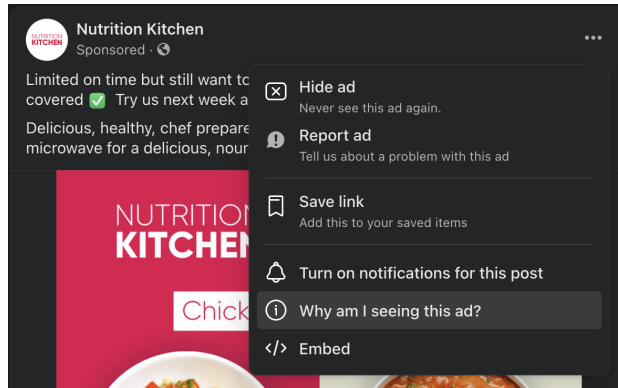 NUTRITION
KITCHEN
Nutrition Kitchen
Sponsored ·
Limited on time but still want to
covered ✅ Try us next week a
Delicious, healthy, chef prepare
microwave for a delicious, nour
Hide ad
Never see this ad again.
Report ad
Tell us about a problem with this ad
Save link
Add this to your saved items
Turn on notifications for this post
Why am I seeing this ad?
</> Embed
NUTRITION
KITCHEN
Chick